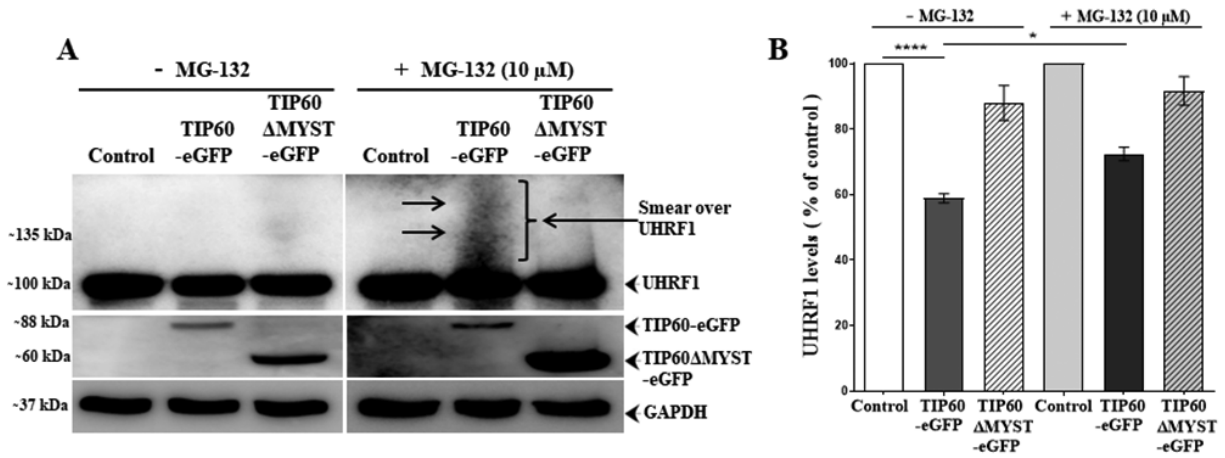 A
- MG-132
+ MG-132 (10 µM)
Control
TIP60
-eGFP
TIP60
ΔMYST
-eGFP
Control
TIP60
-eGFP
TIP60
ΔMYST
-eGFP
~135 kDa
~100 kDa
~88 kDa
~60 kDa
~37 kDa
Smear over
UHRF1
UHRF1
TIP60-eGFP
TIP60ΔMYST
-eGFP
GAPDH
B
- MG-132
+ MG-132 (10 µM)
****
*
UHRF1 levels ( % of control )
100
80
60
40
20
0
Control
TIP60
-eGFP
TIP60
ΔMYST
-eGFP
Control
TIP60
-eGFP
TIP60
ΔMYST
-eGFP